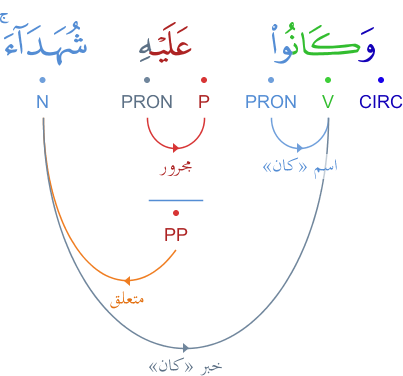 وَكَانُوا۟ عَلَيْهِ شُهَدَآءَ ۚ
CIRC V PRON P PRON N
اسم «كان» مجرور
PP
متعلق
خبر «كان»